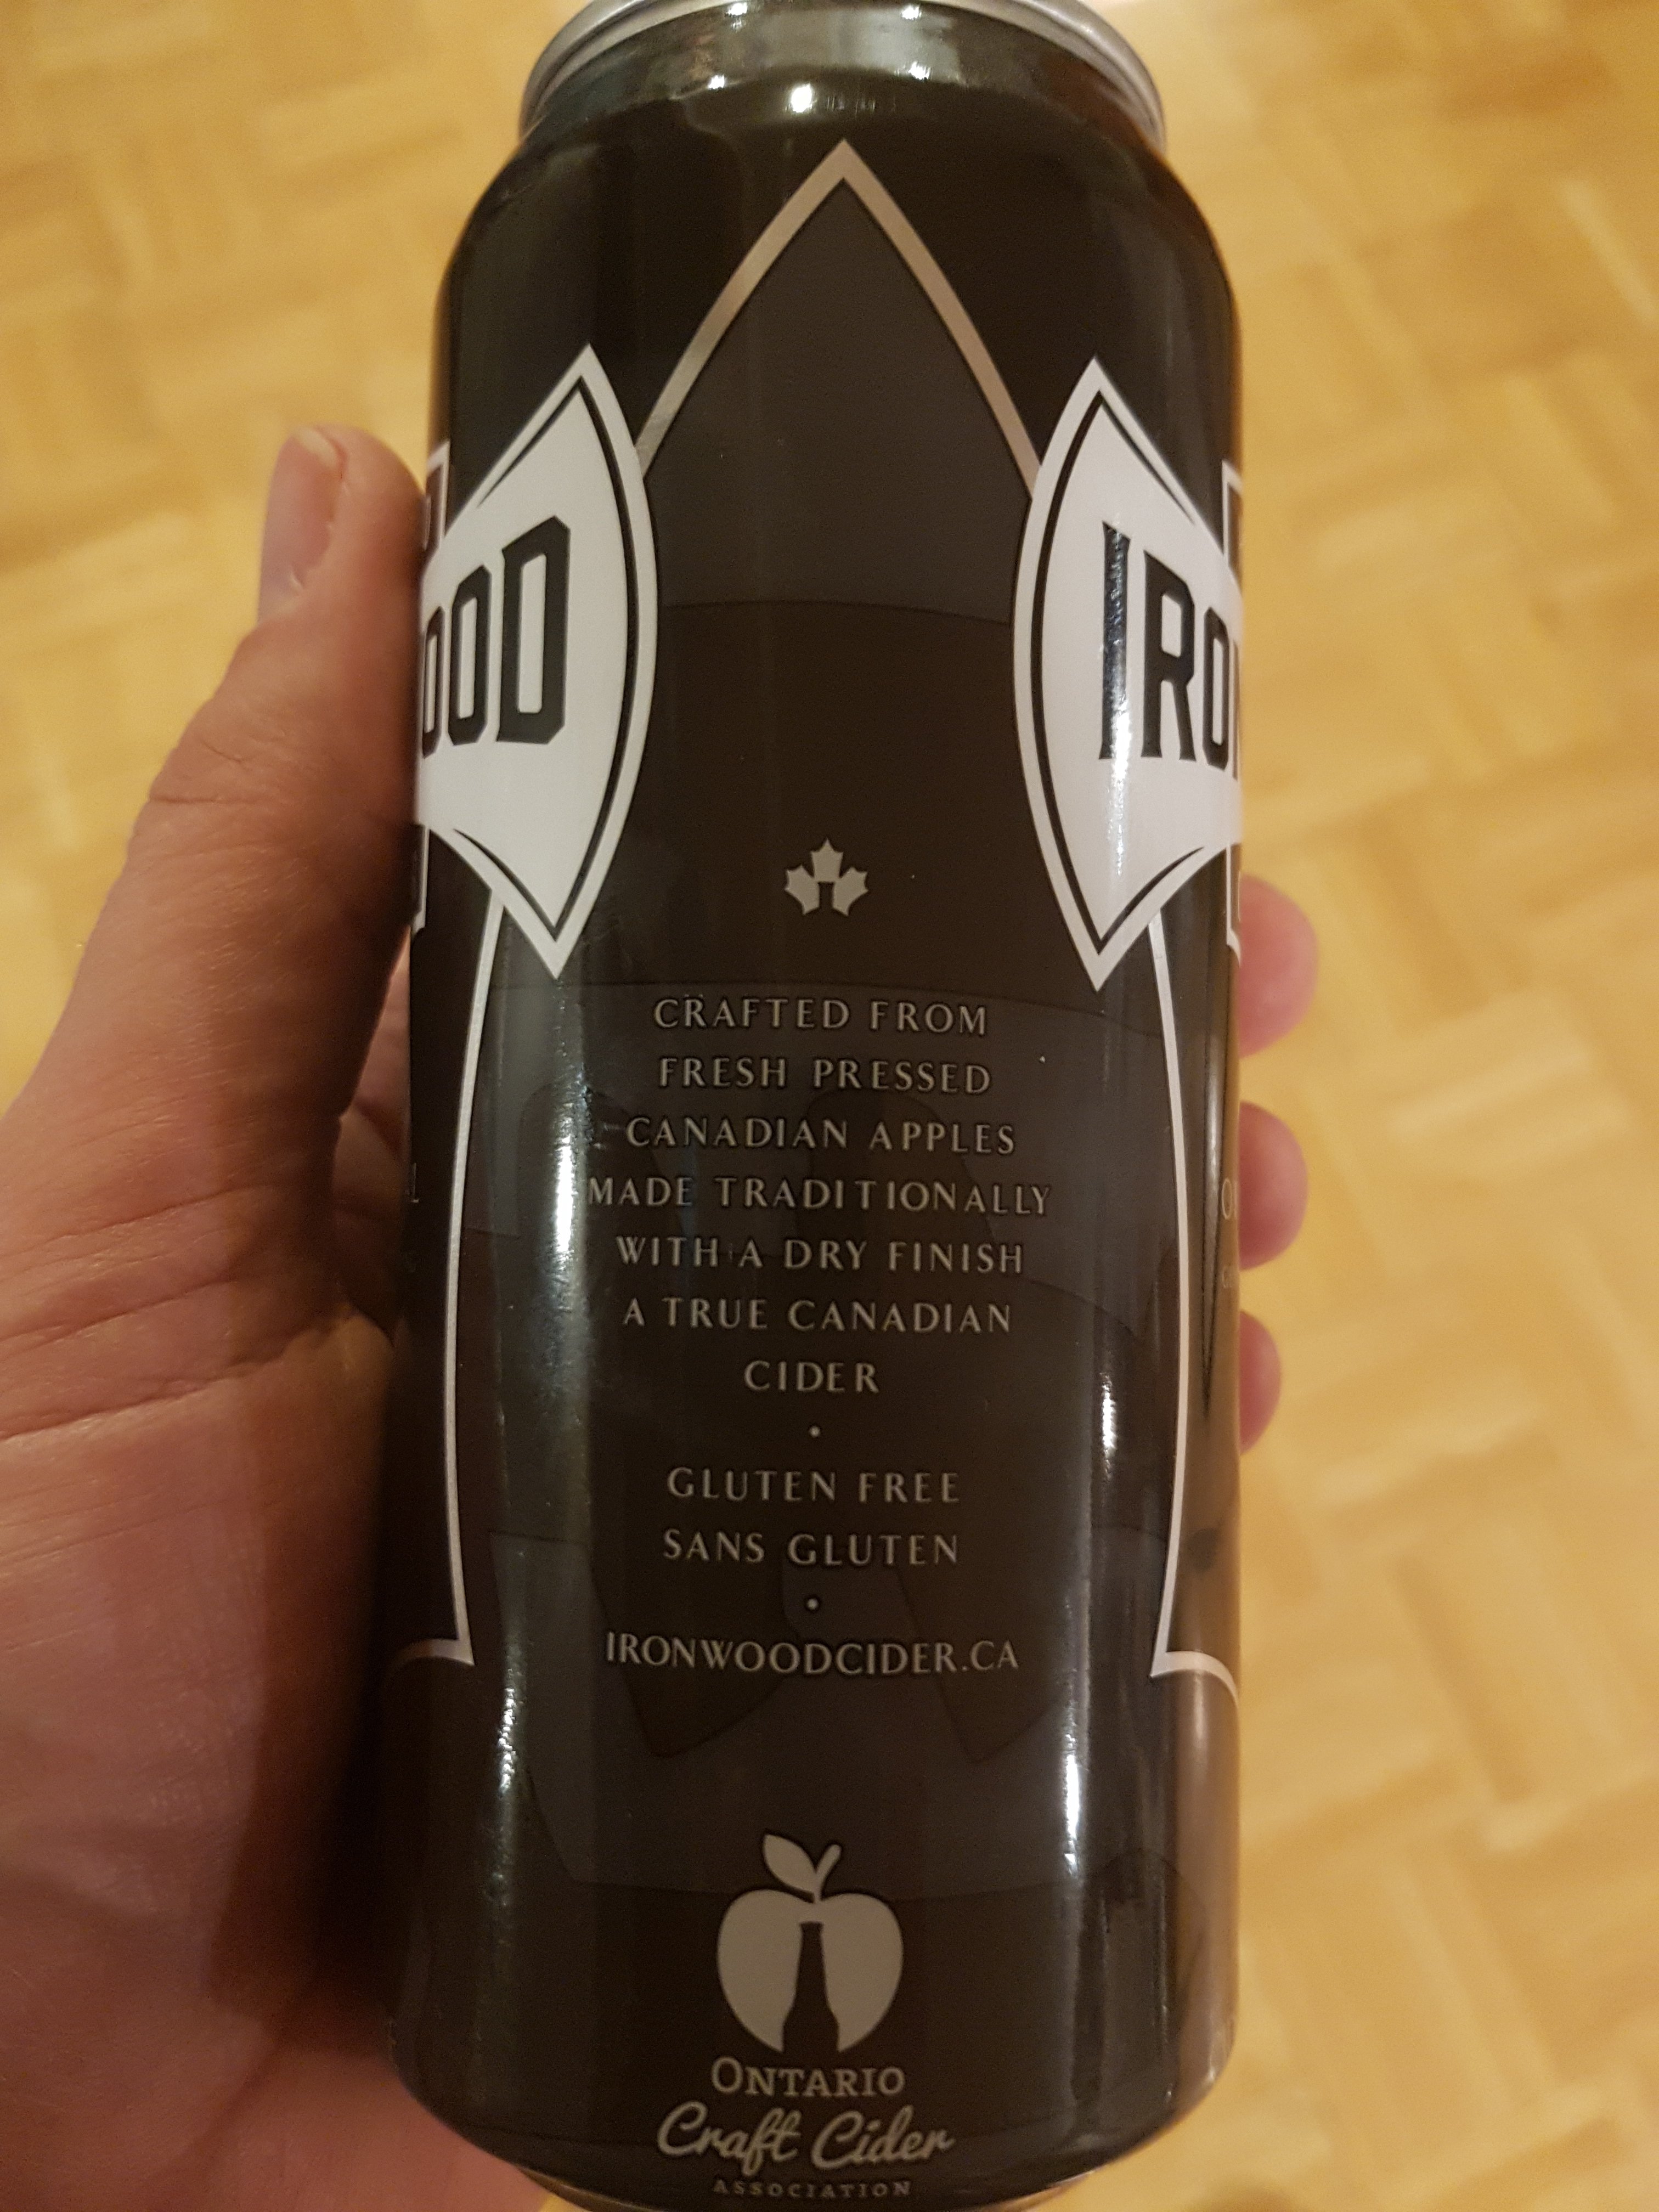 OOD
IRO
CRAFTED FROM
FRESH PRESSED
CANADIAN APPLES
MADE TRADITIONALLY
WITH A DRY FINISH
A TRUE CANADIAN
CIDER
•
GLUTEN FREE
SANS GLUTEN
•
IRONWOODCIDER.CA
ONTARIO
Craft Cider
ASSOCIATION